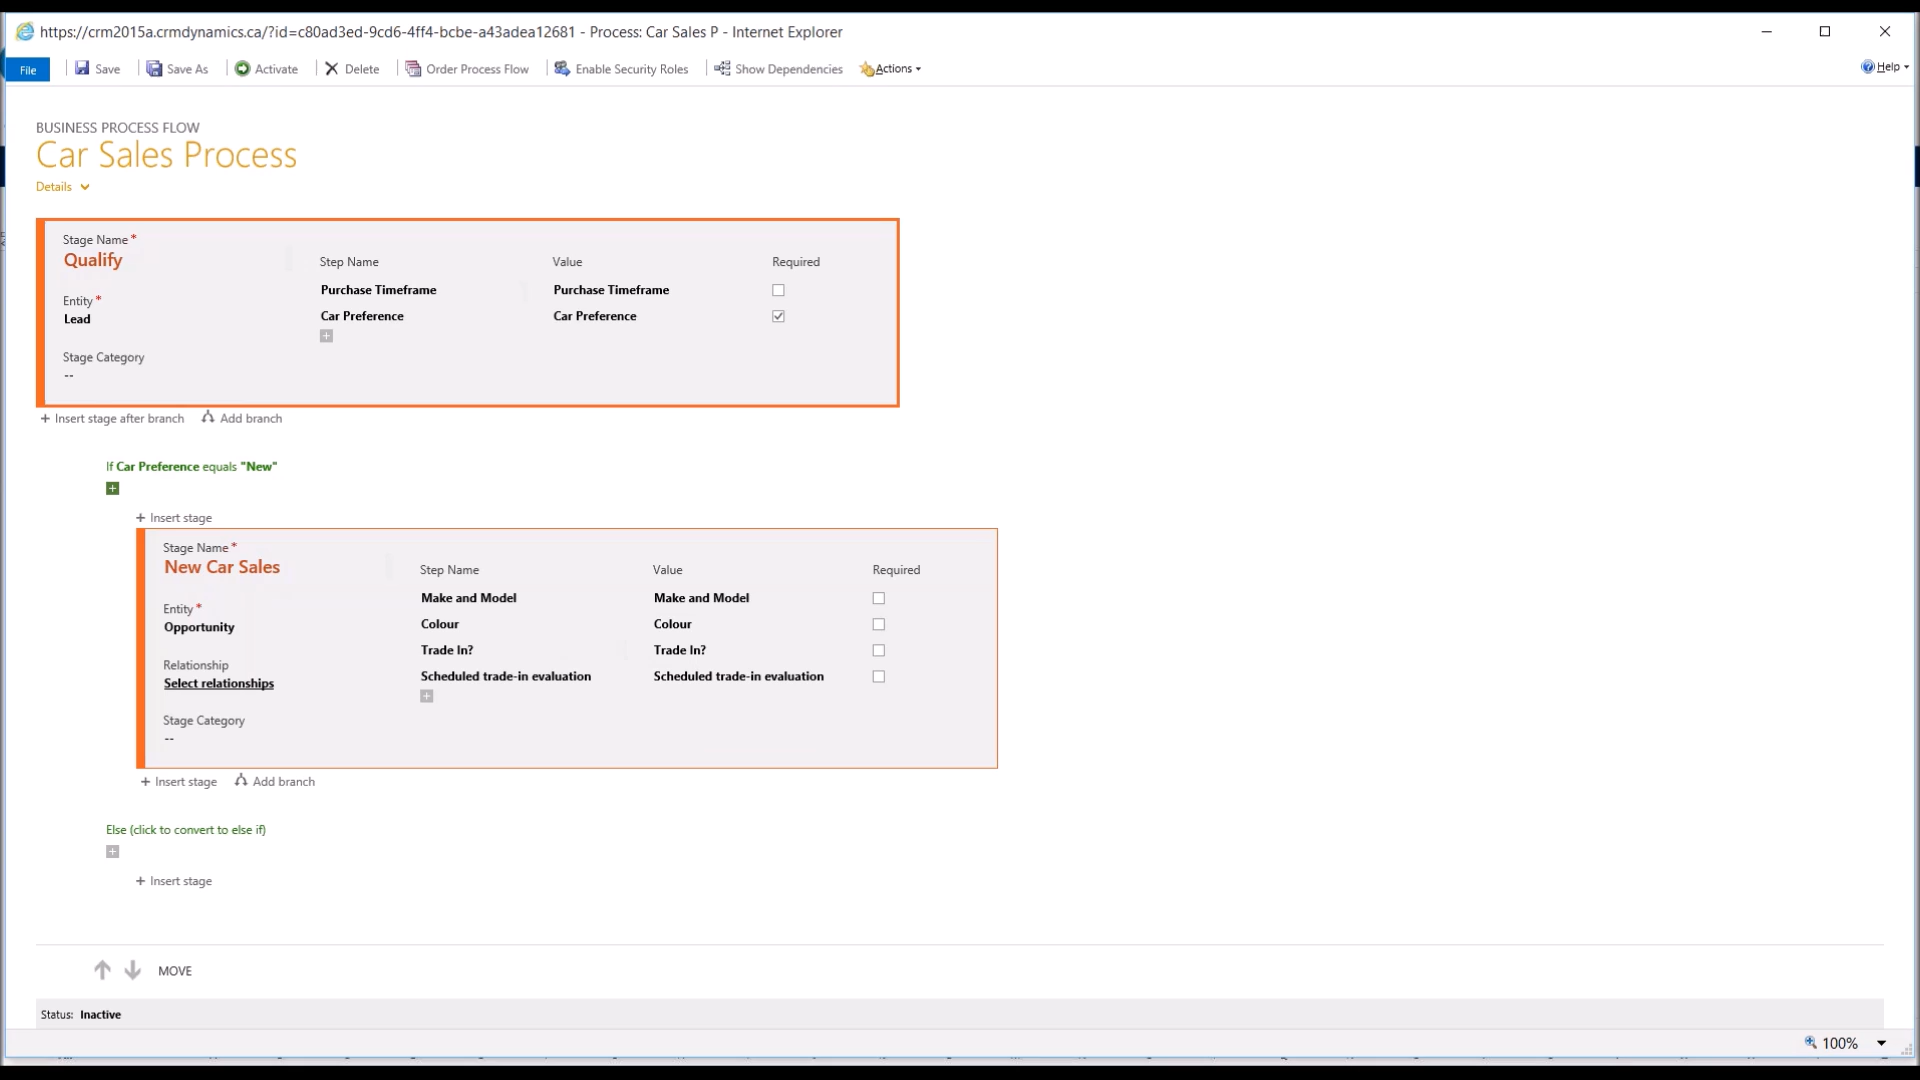 https://crm2015a.crmdynamics.ca/?id=c80ad3ed-9cd6-4ff4-bcbe-a43adea12681 - Process: Car Sales P - Internet Explorer
File Save Save As Activate Delete Order Process Flow Enable Security Roles Show Dependencies Actions Help
BUSINESS PROCESS FLOW
Car Sales Process
Details
Stage Name *
Qualify
Step Name Value Required
Purchase Timeframe Purchase Timeframe
Entity *
Lead
Car Preference Car Preference
Stage Category
--
+ Insert stage after branch Add branch
If Car Preference equals "New"
+ Insert stage
Stage Name *
New Car Sales
Step Name Value Required
Make and Model Make and Model
Entity *
Opportunity
Colour Colour
Trade In? Trade In?
Relationship
Select relationships
Scheduled trade-in evaluation Scheduled trade-in evaluation
Stage Category
--
+ Insert stage Add branch
Else (click to convert to else if)
+ Insert stage
MOVE
Status: Inactive
100%